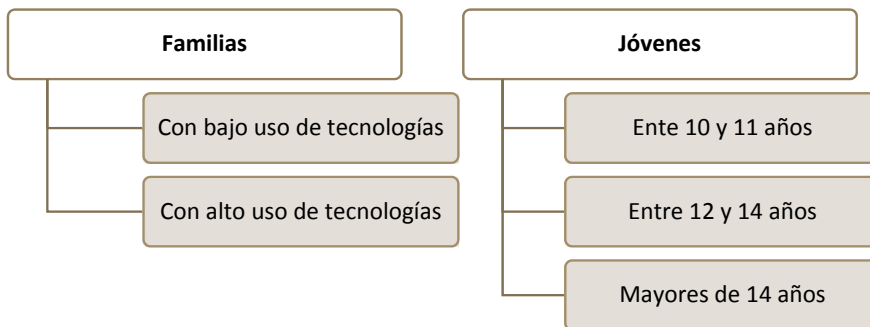 Familias
Con bajo uso de tecnologías
Con alto uso de tecnologías
Jóvenes
Ente 10 y 11 años
Entre 12 y 14 años
Mayores de 14 años